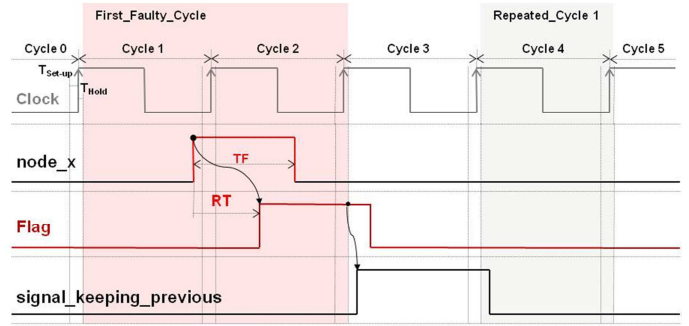 First_Faulty_Cycle
Repeated_Cycle 1
Cycle 0
Cycle 1
Cycle 2
Cycle 3
Cycle 4
Cycle 5
TSet-up
THold
Clock
node_x
TF
RT
Flag
signal_keeping_previous